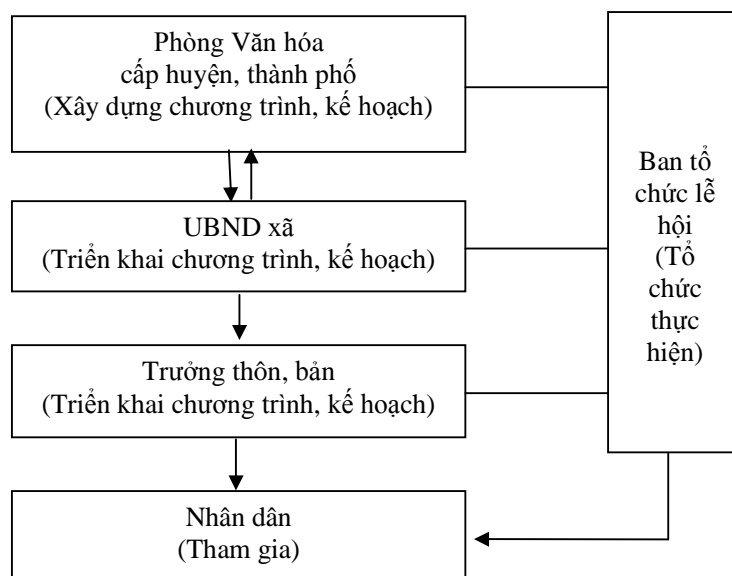 Phòng Văn hóa
cấp huyện, thành phố
(Xây dựng chương trình, kế hoạch)
UBND xã
(Triển khai chương trình, kế hoạch)
Trưởng thôn, bản
(Triển khai chương trình, kế hoạch)
Nhân dân
(Tham gia)
Ban tổ
chức lễ
hội
(Tổ
chức
thực
hiện)